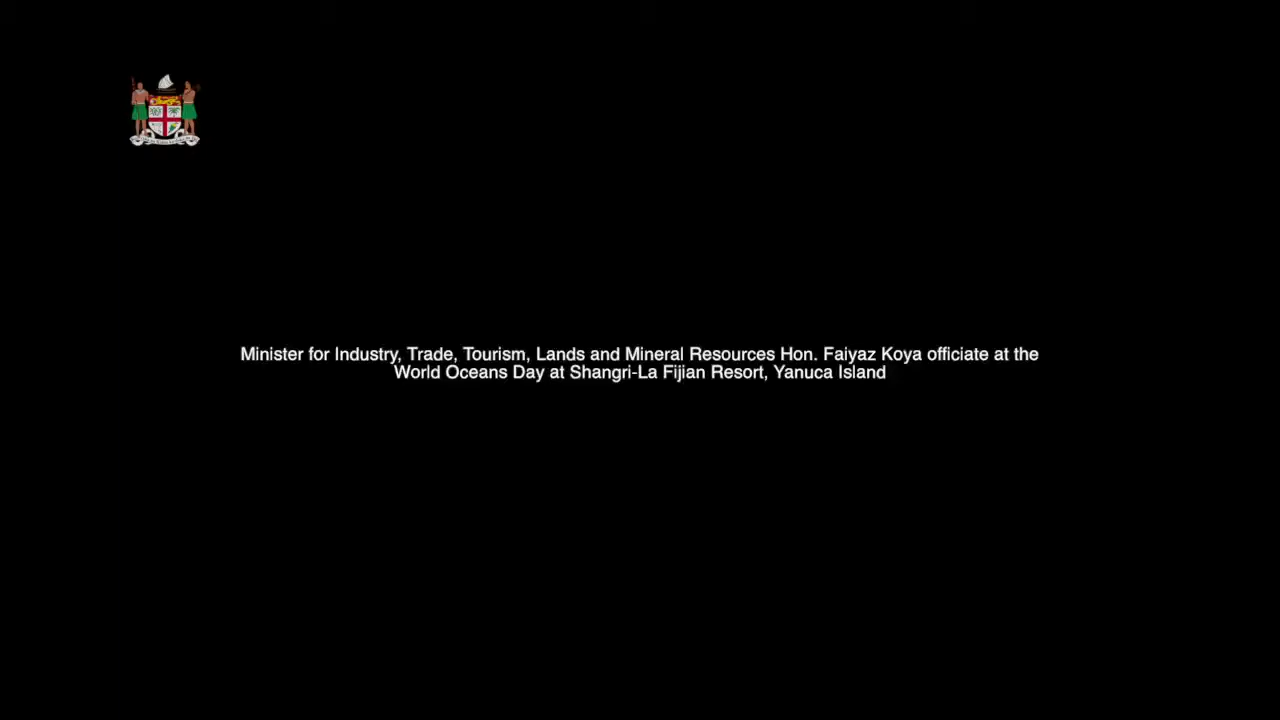 Minister for Industry, Trade, Tourism, Lands and Mineral Resources Hon. Faiyaz Koya officiate at the
World Oceans Day at Shangri-La Fijian Resort, Yanuca Island